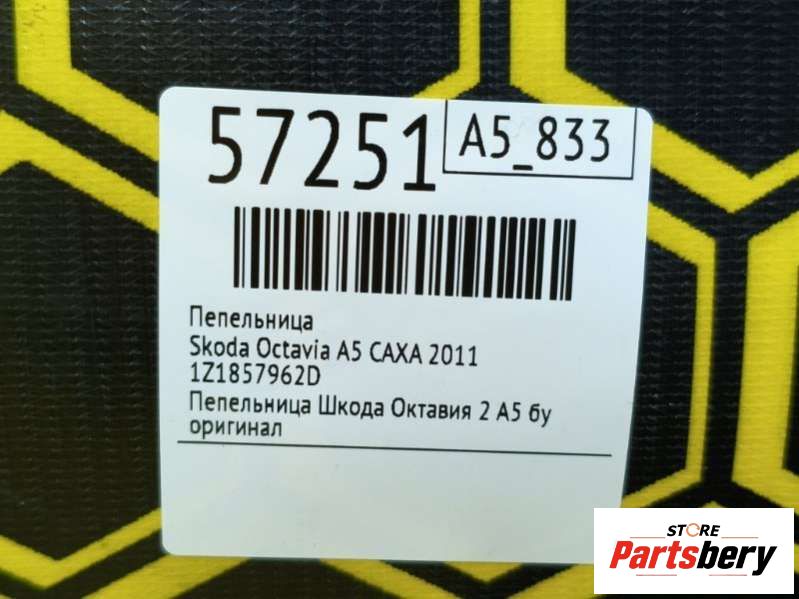 57251
A5_833
Пепельница
Skoda Octavia A5 CAXA 2011
1Z1857962D
Пепельница Шкода Октавия 2 А5 бу
оригинал
STORE
Partsbery